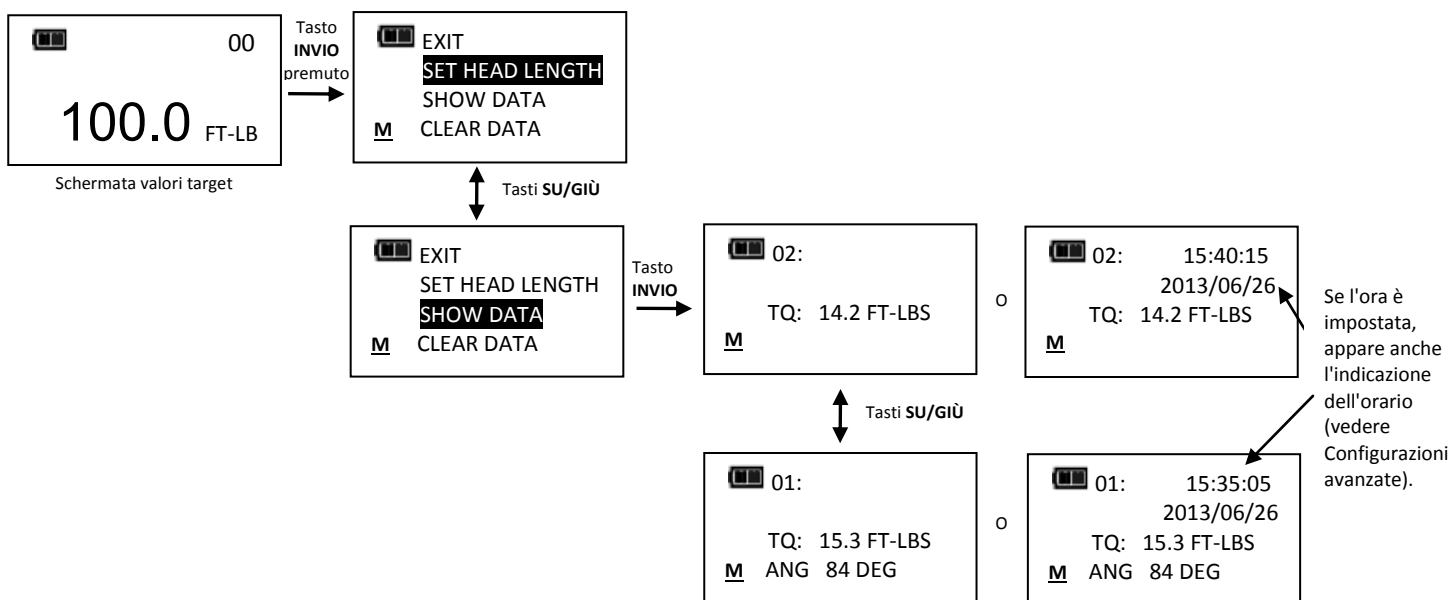 00
100.0 FT-LB
Schermata valori target
Tasto
INVIO
premuto
EXIT
SET HEAD LENGTH
SHOW DATA
M CLEAR DATA
Tasti SU/GIÙ
EXIT
SET HEAD LENGTH
SHOW DATA
M CLEAR DATA
Tasto
INVIO
02:
TQ: 14.2 FT-LBS
M
O
02: 15:40:15
2013/06/26
TQ: 14.2 FT-LBS
M
Se l'ora è
impostata,
appare anche
l'indicazione
dell'orario
(vedere
Configurazioni
avanzate).
Tasti SU/GIÙ
01:
TQ: 15.3 FT-LBS
M ANG 84 DEG
O
01: 15:35:05
2013/06/26
TQ: 15.3 FT-LBS
M ANG 84 DEG